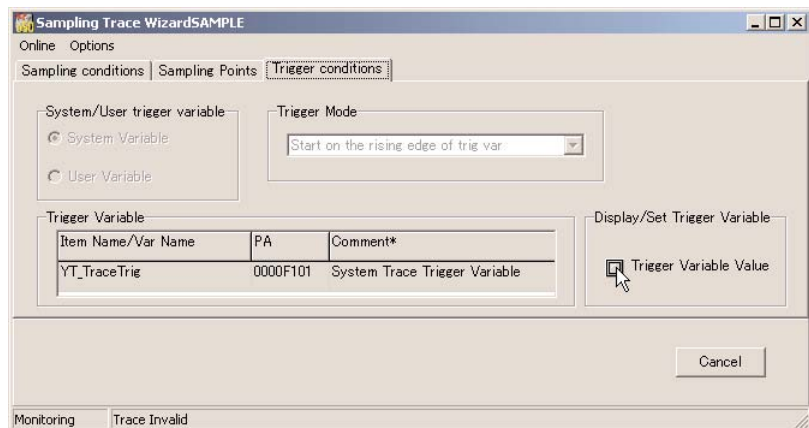 Sampling Trace WizardSAMPLE
Online Options
Sampling conditions Sampling Points Trigger conditions
System/User trigger variable
System Variable
User Variable
Trigger Mode
Start on the rising edge of trig var
Trigger Variable
Item Name/Var Name PA Comment*
YT_TraceTrig 0000F101 System Trace Trigger Variable
Display/Set Trigger Variable
Trigger Variable Value
Cancel
Monitoring Trace Invalid